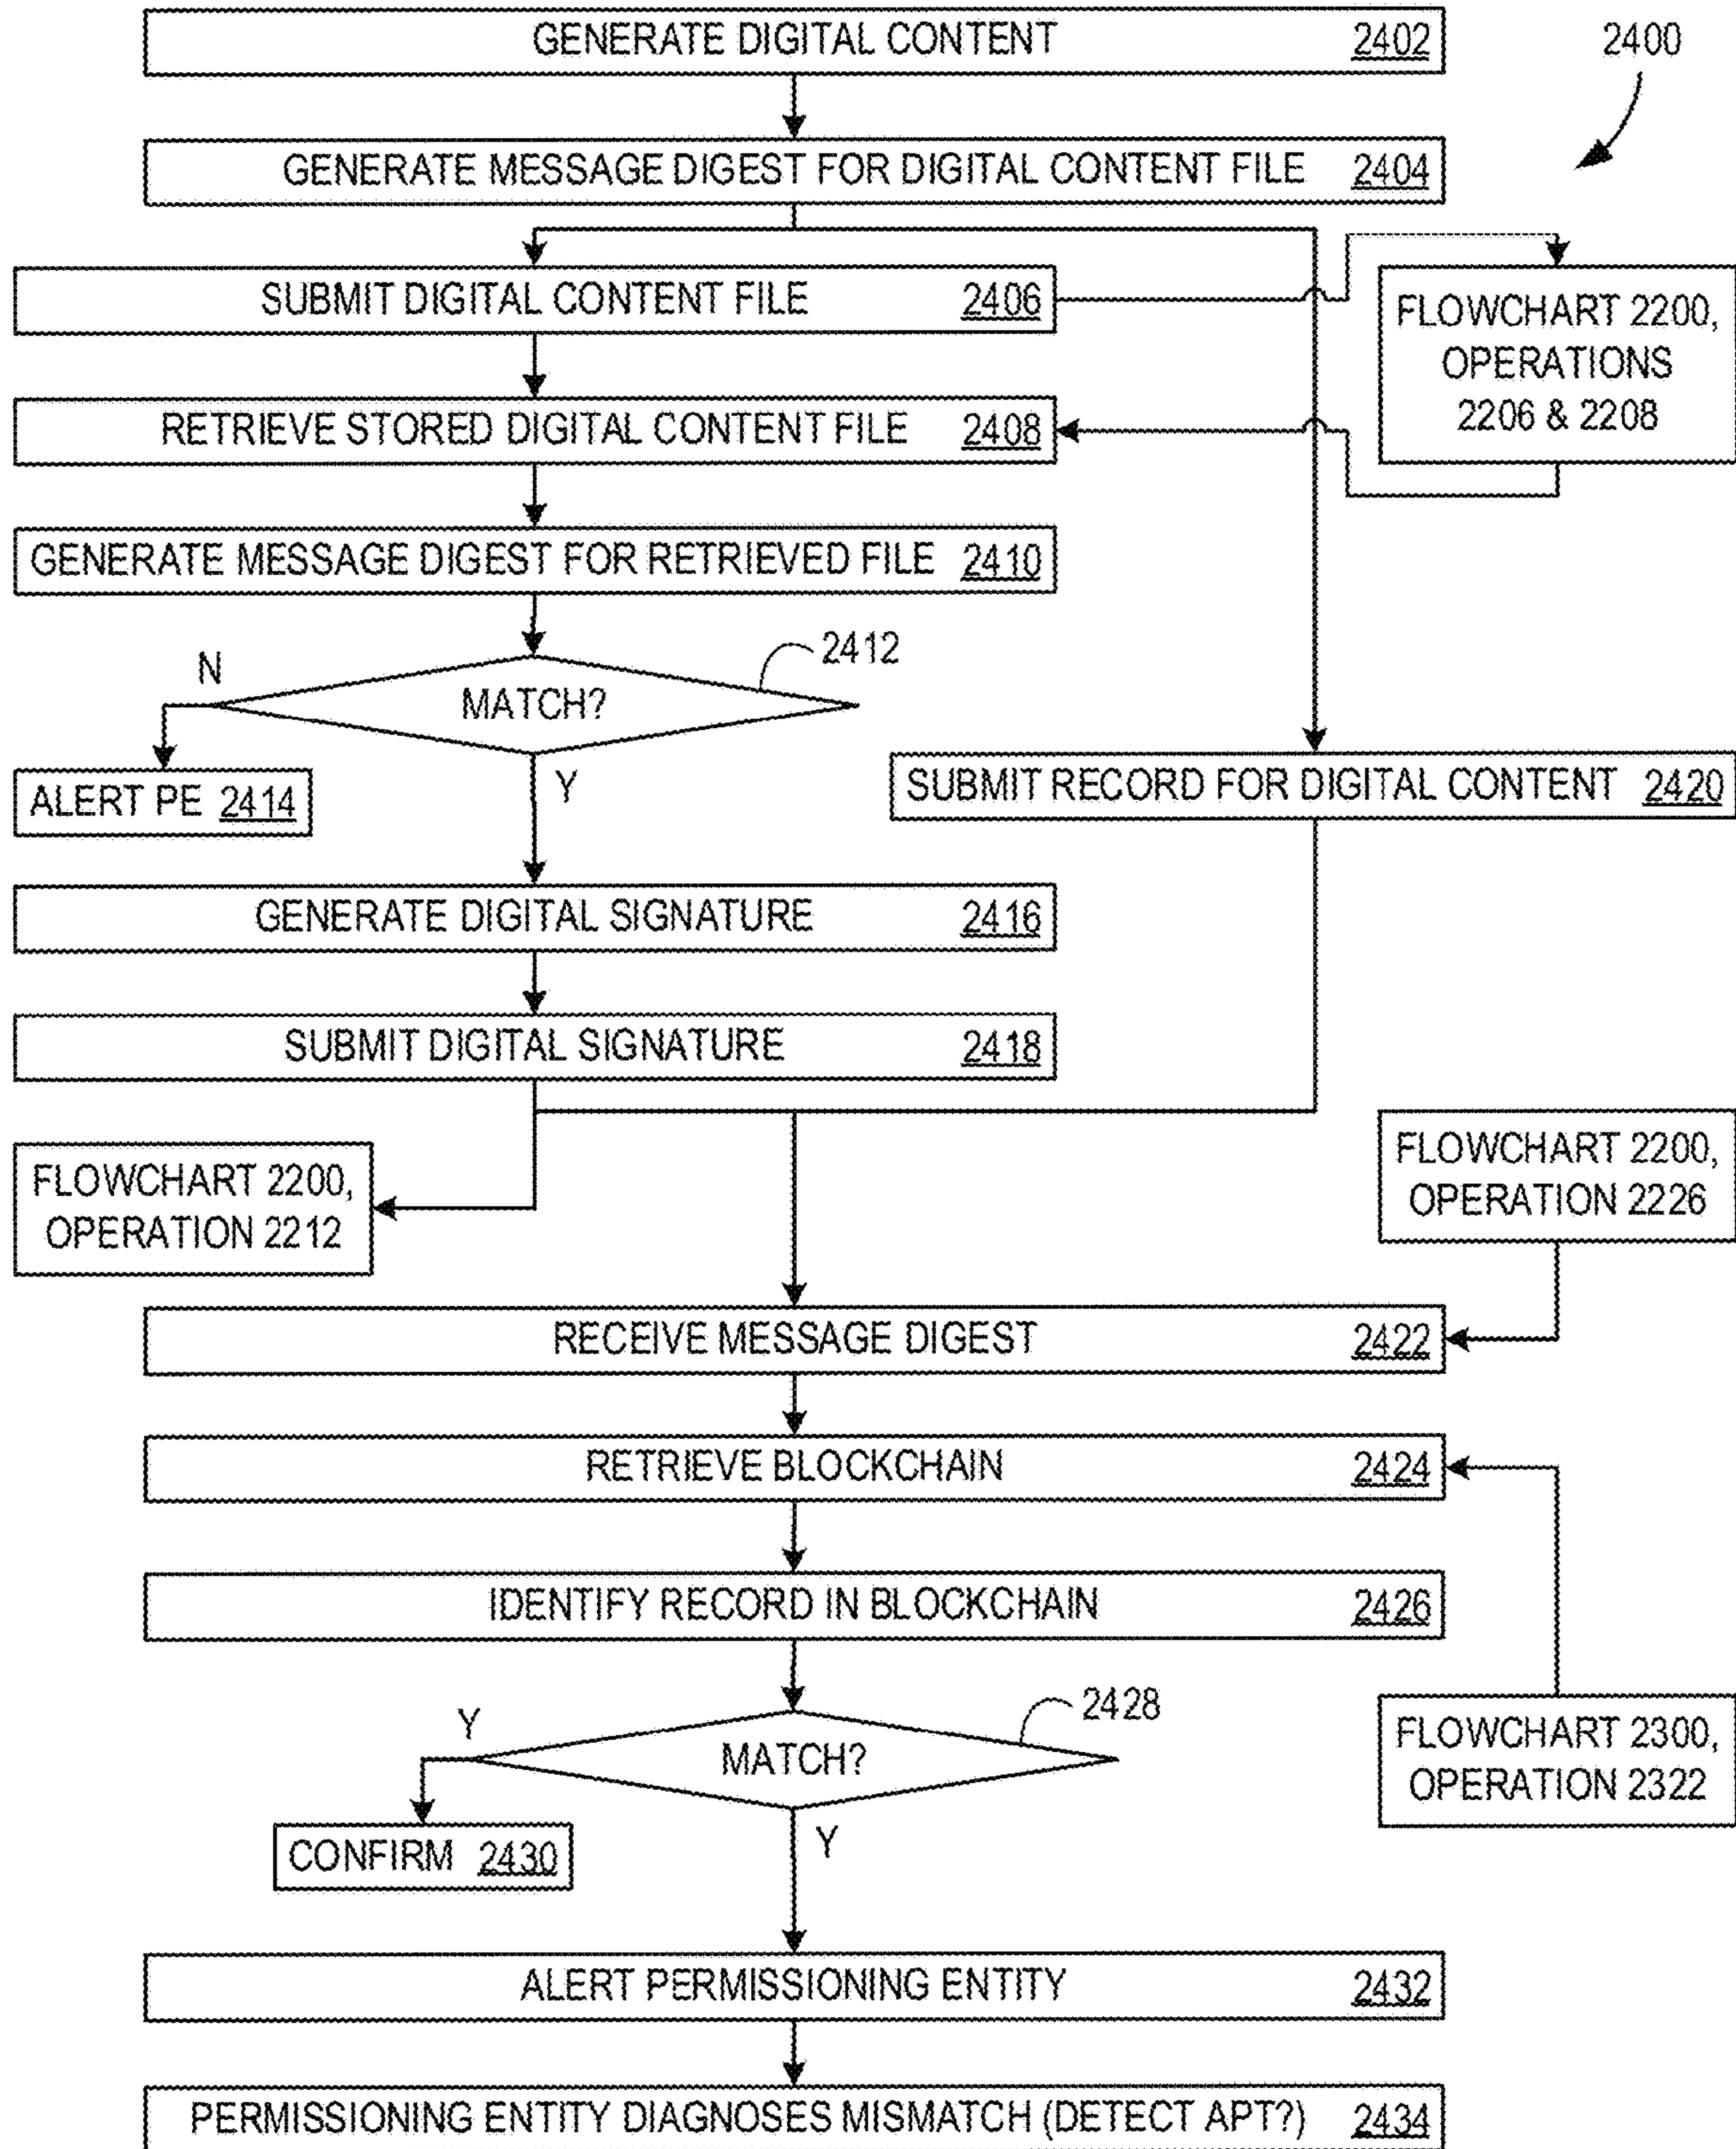 GENERATE DIGITAL CONTENT 2402
2400
GENERATE MESSAGE DIGEST FOR DIGITAL CONTENT FILE 2404
SUBMIT DIGITAL CONTENT FILE 2406
FLOWCHART 2200,
OPERATIONS
2206 & 2208
RETRIEVE STORED DIGITAL CONTENT FILE 2408
GENERATE MESSAGE DIGEST FOR RETRIEVED FILE 2410
2412
N
MATCH?
Y
ALERT PE 2414
SUBMIT RECORD FOR DIGITAL CONTENT 2420
GENERATE DIGITAL SIGNATURE 2416
SUBMIT DIGITAL SIGNATURE 2418
FLOWCHART 2200,
OPERATION 2212
FLOWCHART 2200,
OPERATION 2226
RECEIVE MESSAGE DIGEST 2422
RETRIEVE BLOCKCHAIN 2424
IDENTIFY RECORD IN BLOCKCHAIN 2426
2428
Y
MATCH?
Y
FLOWCHART 2300,
OPERATION 2322
CONFIRM 2430
ALERT PERMISSIONING ENTITY 2432
PERMISSIONING ENTITY DIAGNOSES MISMATCH (DETECT APT?) 2434